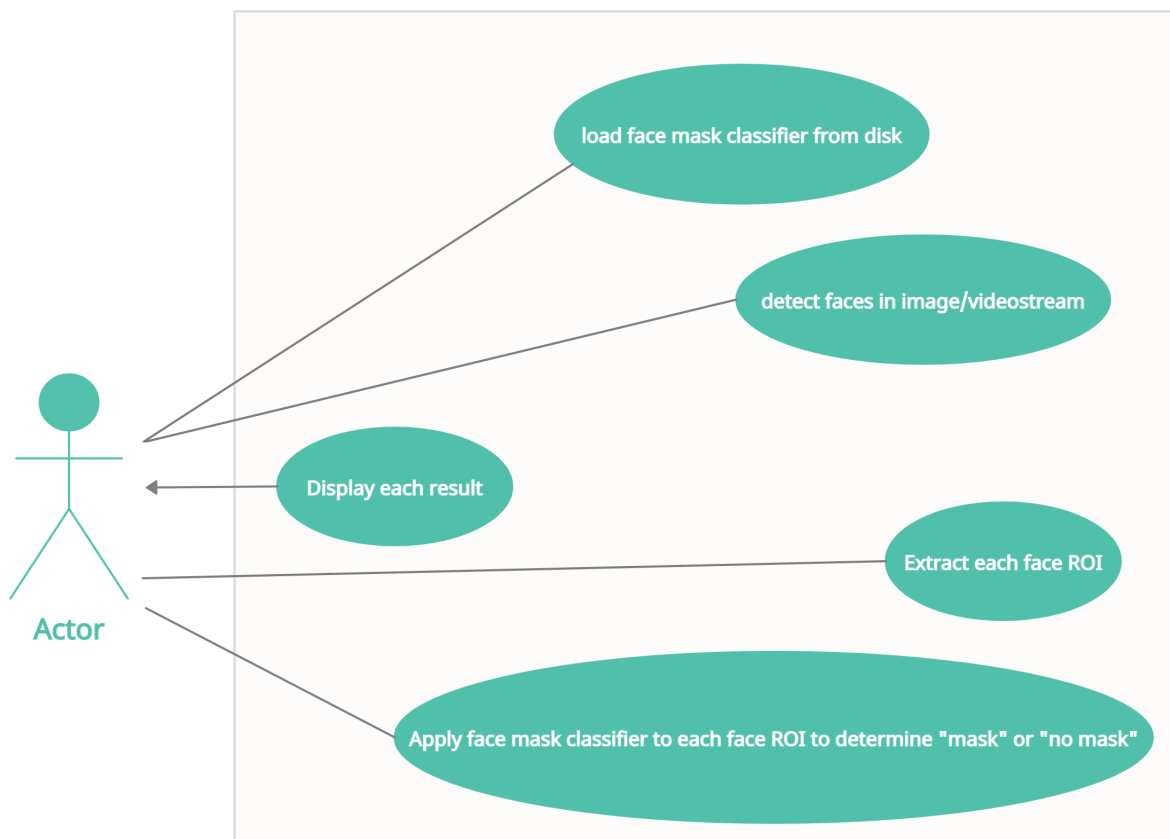 load face mask classifier from disk
detect faces in image/videostream
Display each result
Extract each face ROI
Actor
Apply face mask classifier to each face ROI to determine "mask" or "no mask"